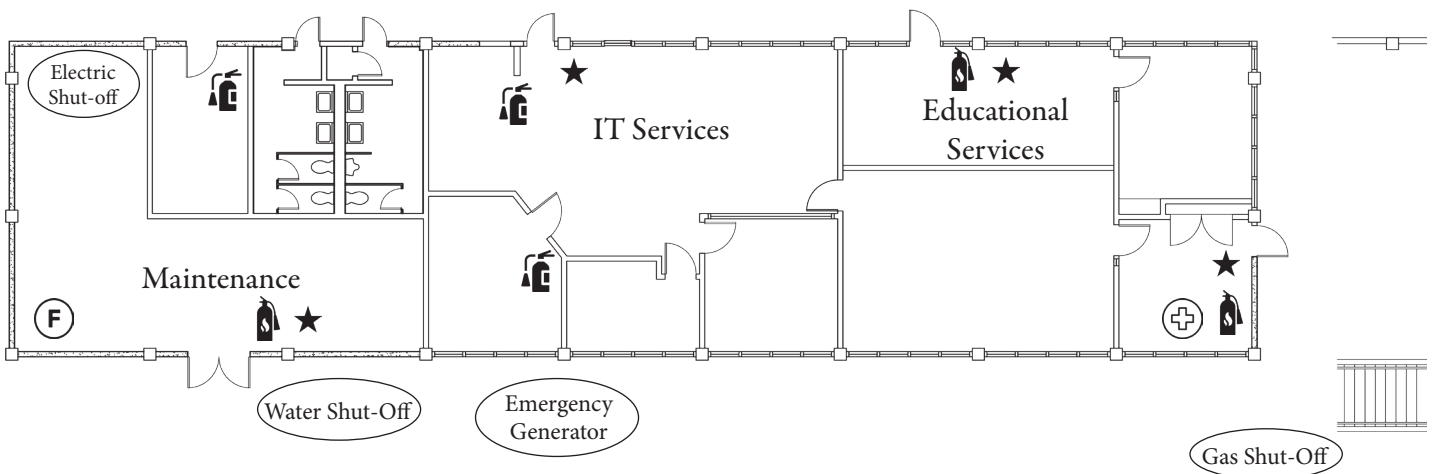 Electric
Shut-off
IT Services
Educational
Services
Maintenance
F
Water Shut-Off
Emergency
Generator
Gas Shut-Off